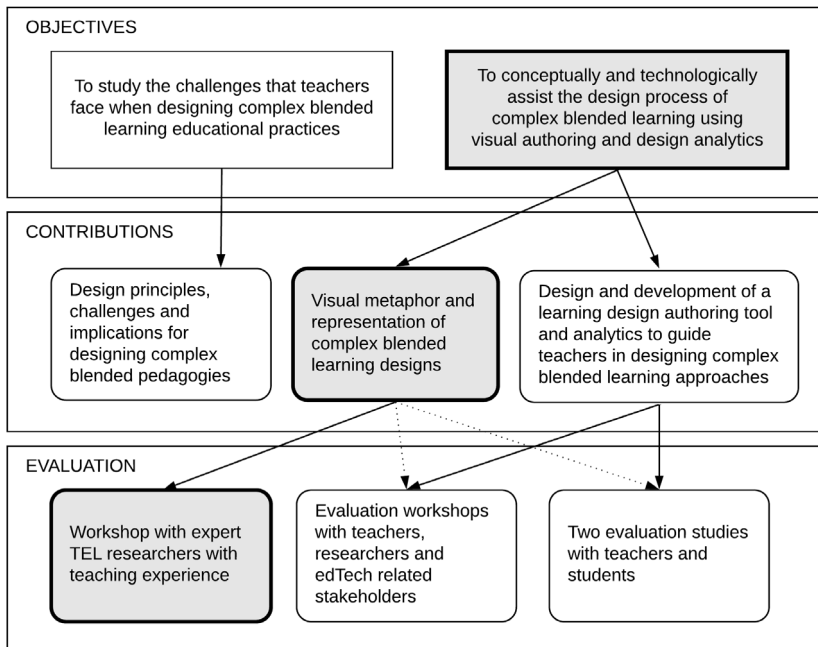 OBJECTIVES
To study the challenges that teachers
face when designing complex blended
learning educational practices
To conceptually and technologically
assist the design process of
complex blended learning using
visual authoring and design analytics
CONTRIBUTIONS
Design principles,
challenges and
implications for
designing complex
blended pedagogies
Visual metaphor and
representation of
complex blended
learning designs
Design and development of a
learning design authoring tool
and analytics to guide
teachers in designing complex
blended learning approaches
EVALUATION
Workshop with expert
TEL researchers with
teaching experience
Evaluation workshops
with teachers,
researchers and
edTech related
stakeholders
Two evaluation studies
with teachers and
students